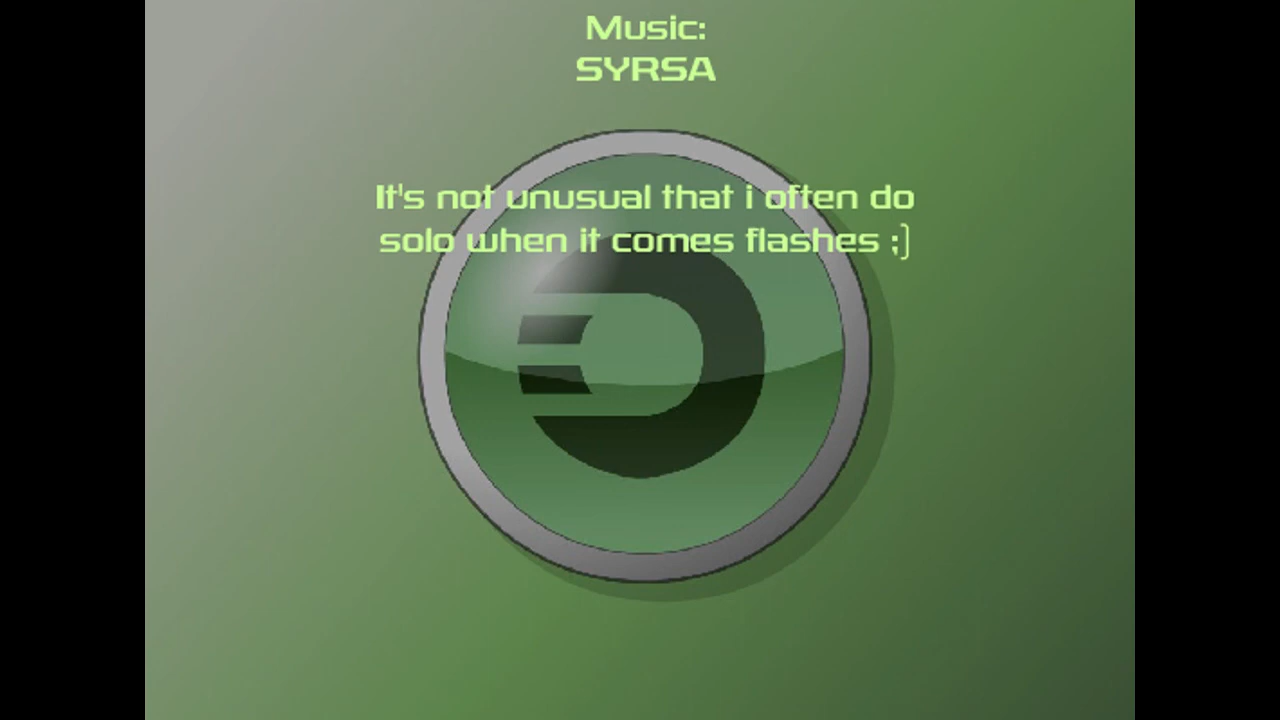 Music:
SYRSA
It's not unusual that i often do
solo when it comes flashes ;)